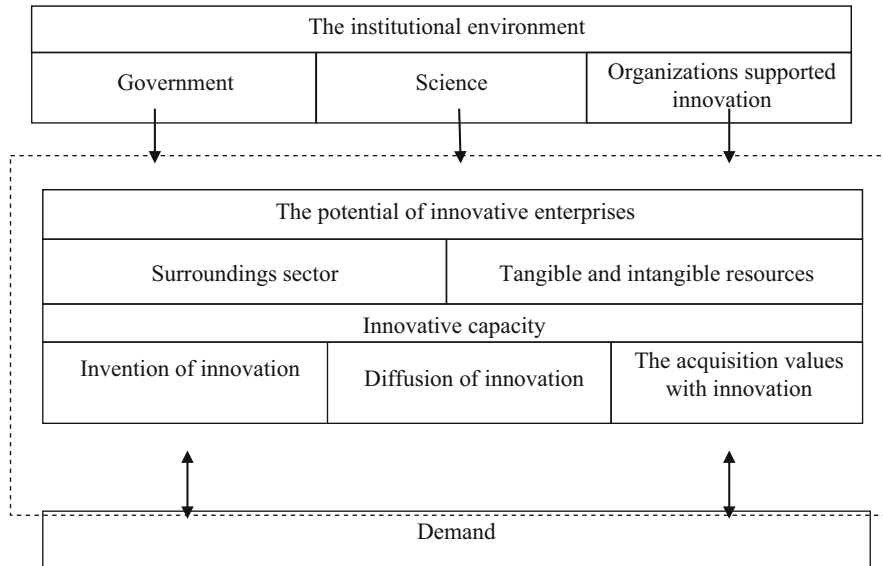 The institutional environment
Government
Science
Organizations supported
innovation
The potential of innovative enterprises
Surroundings sector
Tangible and intangible resources
Innovative capacity
Invention of innovation
Diffusion of innovation
The acquisition values
with innovation
Demand